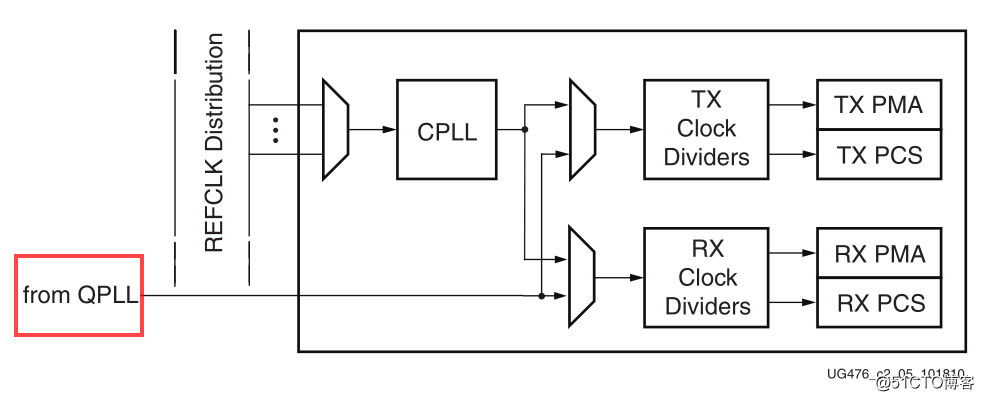 REFCLK Distribution
CPLL
TX
Clock
Dividers
TX PMA
TX PCS
from QPLL
RX
Clock
Dividers
RX PMA
RX PCS
UG476_c2_05_101810
@51CTO博客